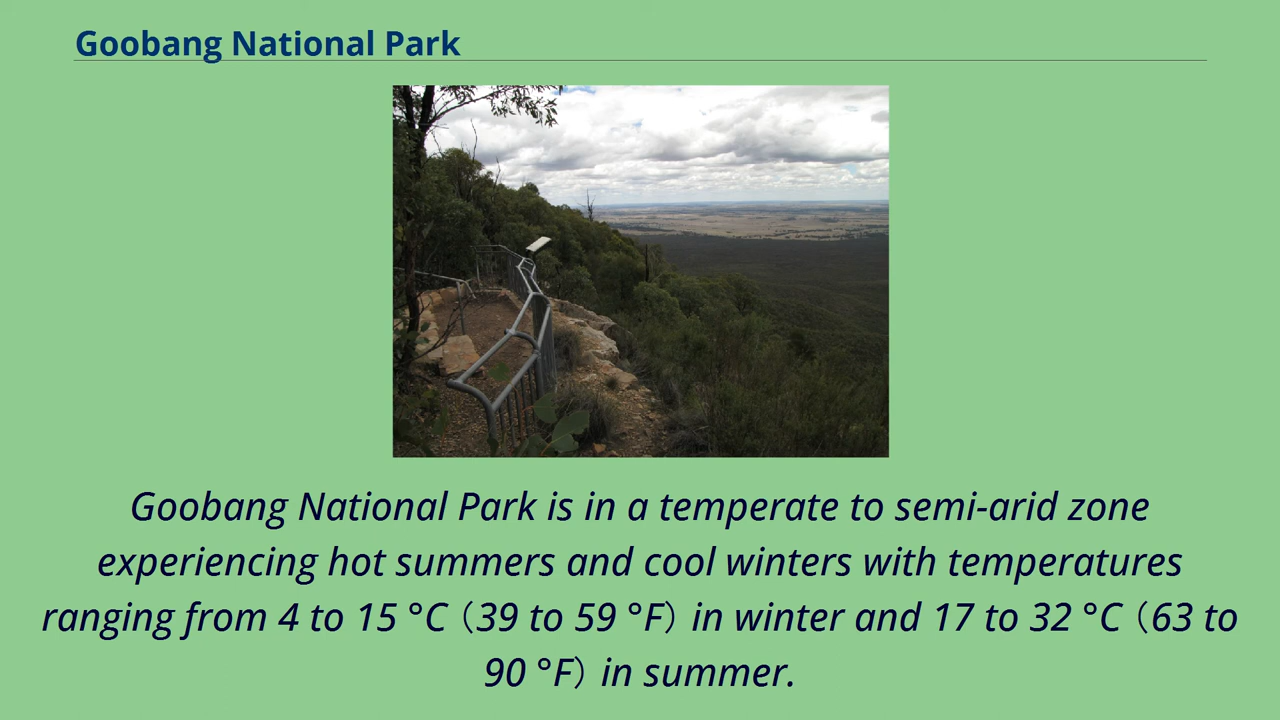 Goobang National Park
Goobang National Park is in a temperate to semi-arid zone
experiencing hot summers and cool winters with temperatures
ranging from 4 to 15 °C（39 to 59 °F）in winter and 17 to 32 °C（63 to
90 °F）in summer.